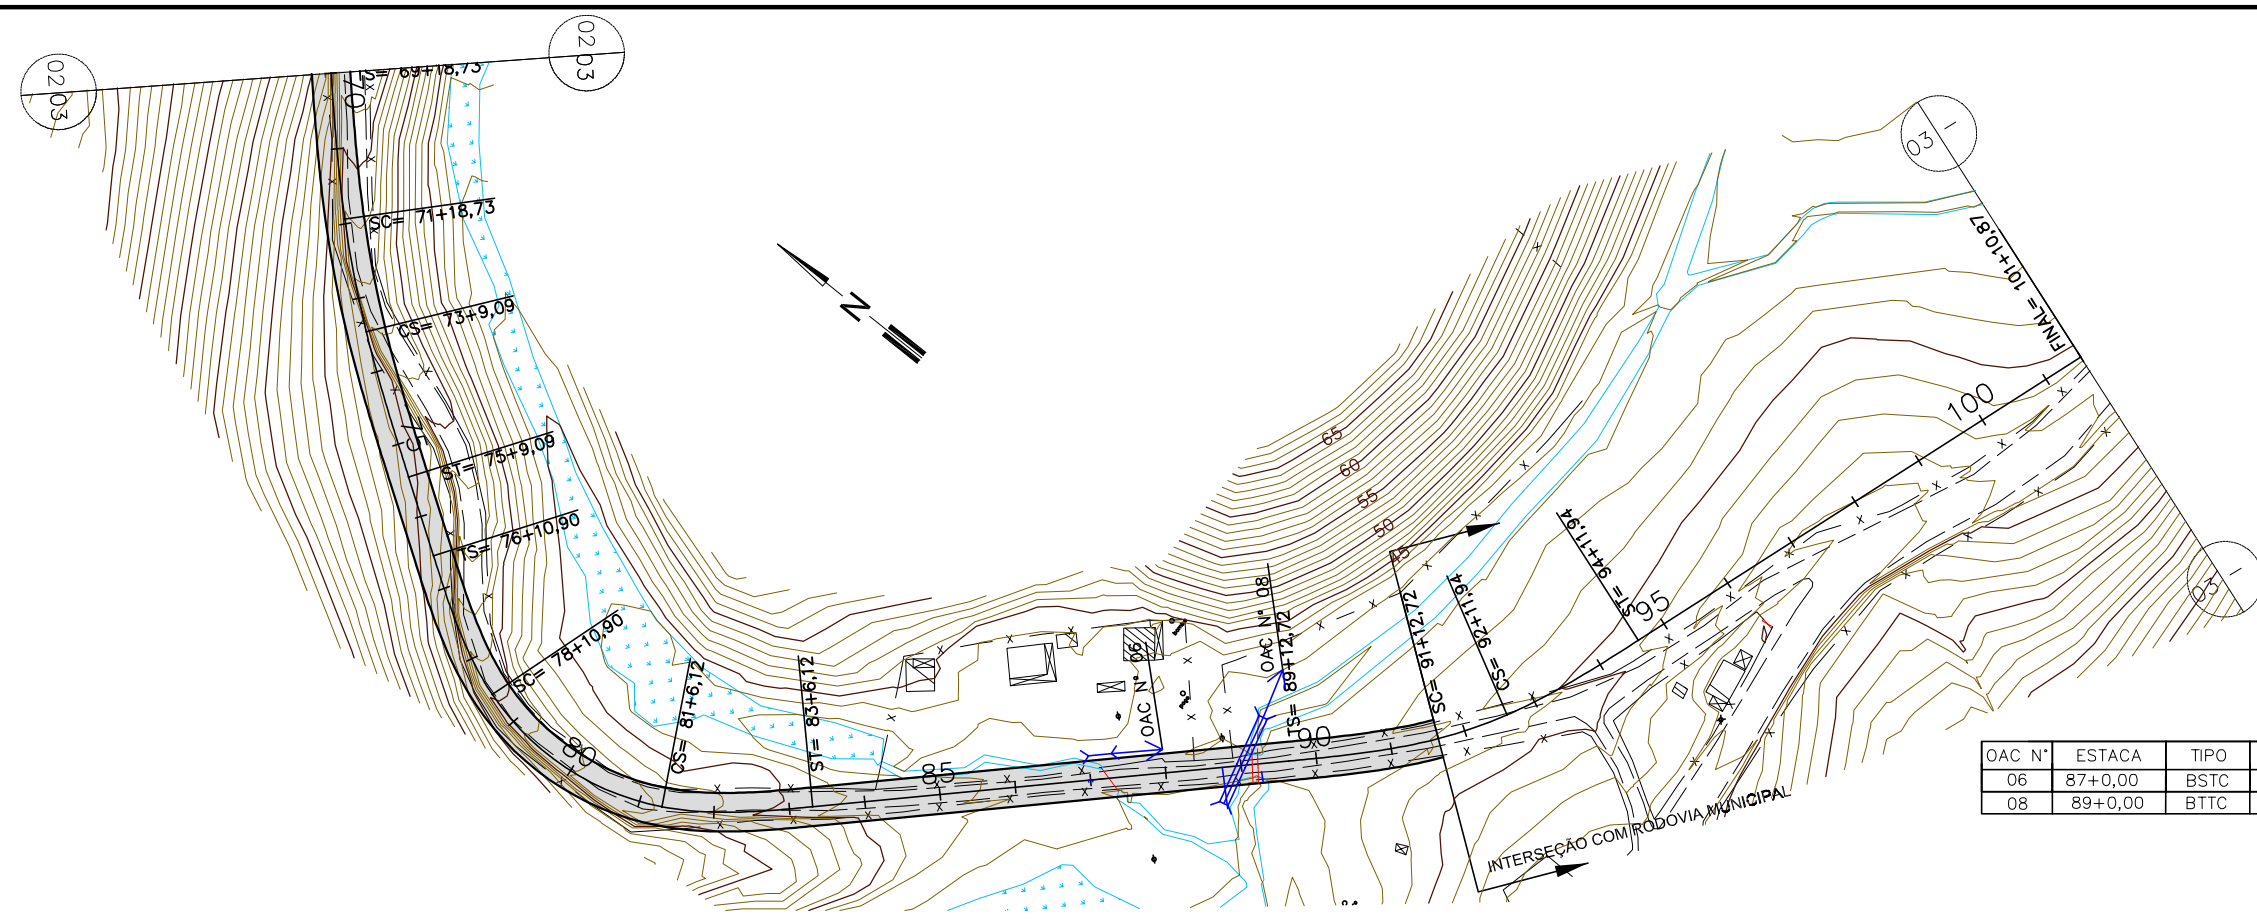 02 03
02 03
TS= 69+18,73
70
SC= 71+18,73
CS= 73+9,09
75
ST= 75+9,09
TS= 76+10,90
SC= 78+10,90
80
CS= 81+6,12
ST= 83+6,12
85
OAC N° 06
OAC N° 08
TS= 89+12,72
90
SC= 91+12,72
CS= 92+11,94
ST= 94+11,94
95
100
FINAL= 101+10,87
N
65
60
55
50
45
03 –
03 –
INTERSEÇÃO COM RODOVIA MUNICIPAL
OAC N° ESTACA TIPO
06 87+0,00 BSTC
08 89+0,00 BTTC